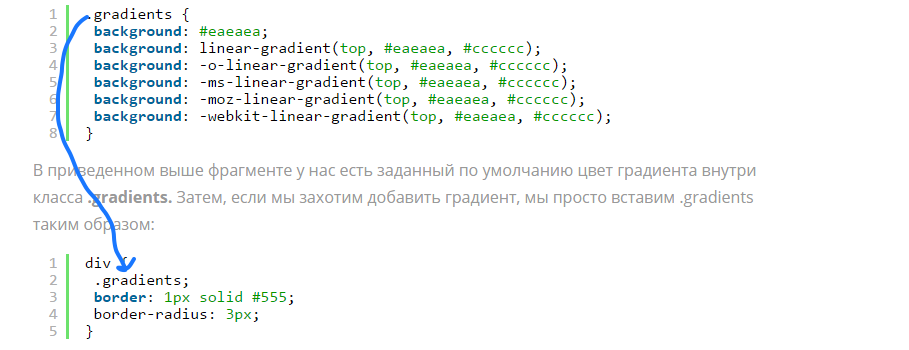 1 .gradients {
2 background: #eaeaea;
3 background: linear-gradient(top, #eaeaea, #cccccc);
4 background: -o-linear-gradient(top, #eaeaea, #cccccc);
5 background: -ms-linear-gradient(top, #eaeaea, #cccccc);
6 background: -moz-linear-gradient(top, #eaeaea, #cccccc);
7 background: -webkit-linear-gradient(top, #eaeaea, #cccccc);
8 }
В приведенном выше фрагменте у нас есть заданный по умолчанию цвет градиента внутри
класса .gradients. Затем, если мы захотим добавить градиент, мы просто вставим .gradients
таким образом:
1 div {
2 .gradients;
3 border: 1px solid #555;
4 border-radius: 3px;
5 }